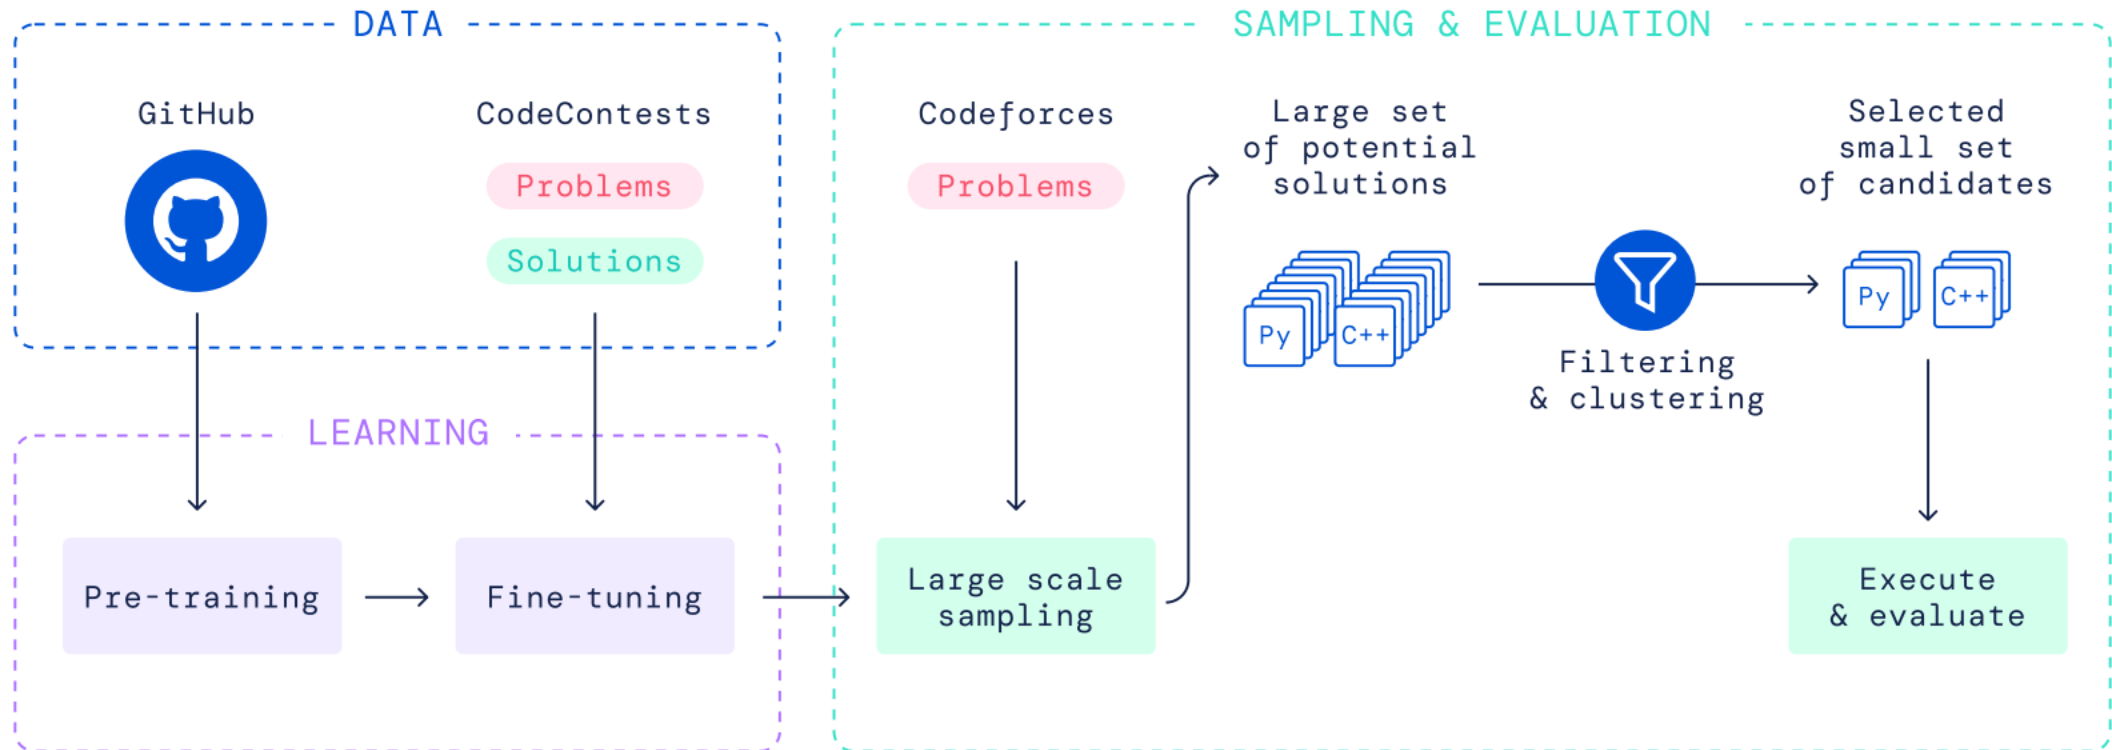 DATA
GitHub
CodeContests
Problems
Solutions
LEARNING
Pre-training
Fine-tuning
SAMPLING & EVALUATION
Codeforces
Problems
Large scale
sampling
Large set
of potential
solutions
Py
C++
Filtering
& clustering
Selected
small set
of candidates
Py
C++
Execute
& evaluate